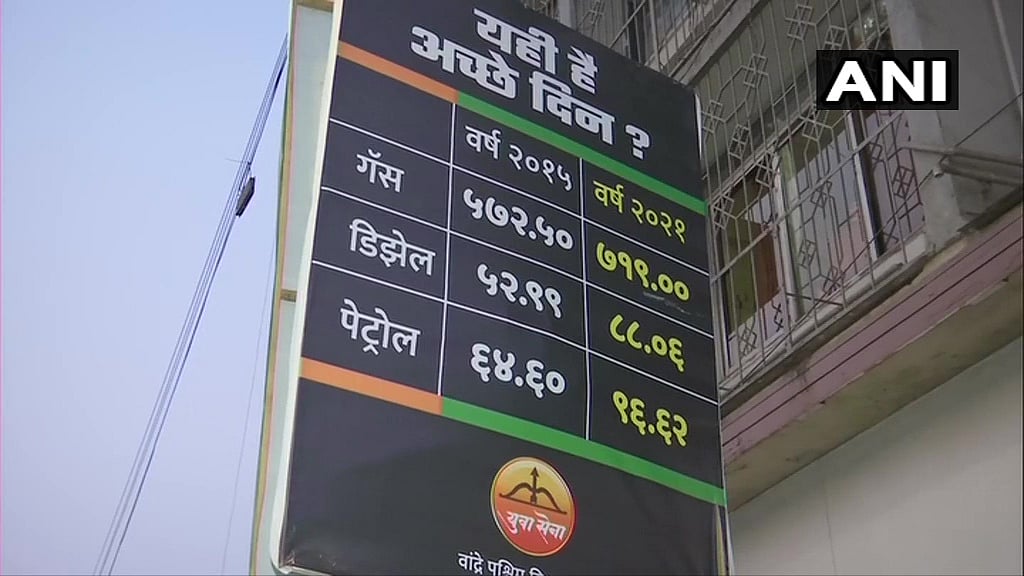 ANI
यही है
अच्छे दिन ?
वर्ष २०१५ वर्ष २०२१
गॅस ५७२.५० ७१९.००
डिझेल ५२.९९ ८८.०६
पेट्रोल ६४.६० ९६.६२
युवा सेना
वांद्रे पश्चिम